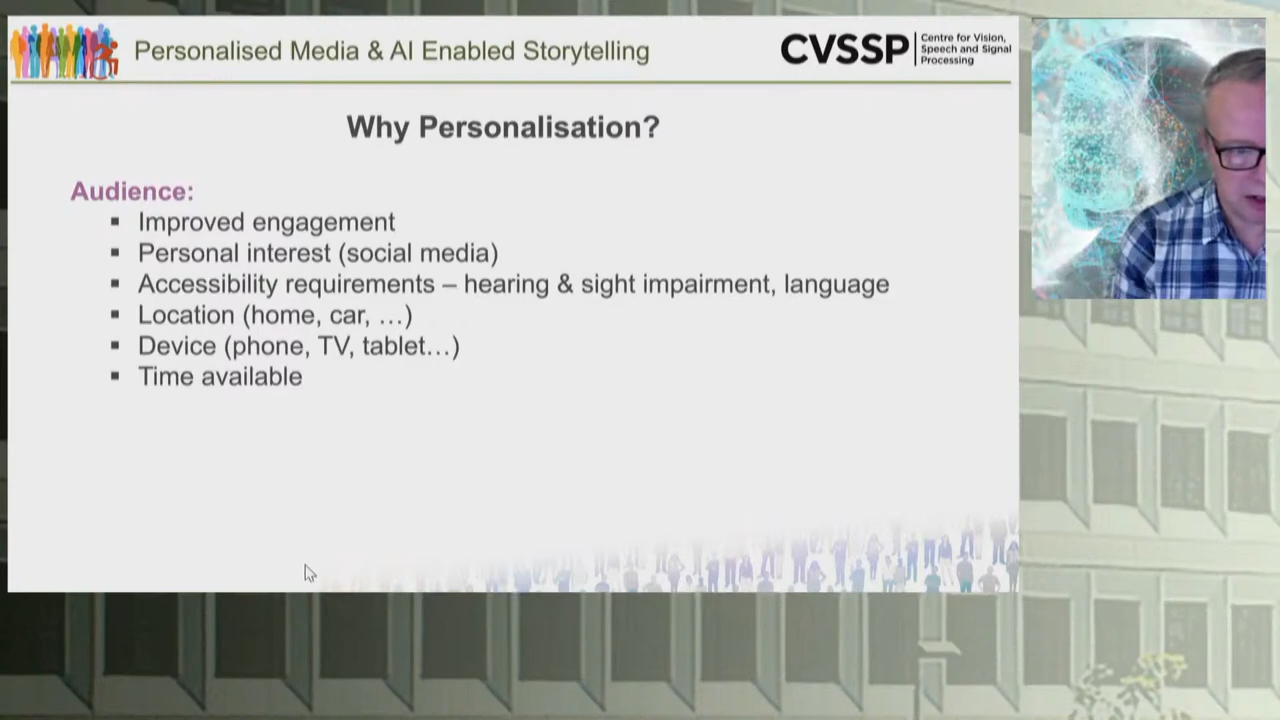 Personalised Media & AI Enabled Storytelling
CVSSP
Centre for Vision,
Speech and Signal
Processing
Why Personalisation?
Audience:
▪ Improved engagement
▪ Personal interest (social media)
▪ Accessibility requirements – hearing & sight impairment, language
▪ Location (home, car, …)
▪ Device (phone, TV, tablet…)
▪ Time available